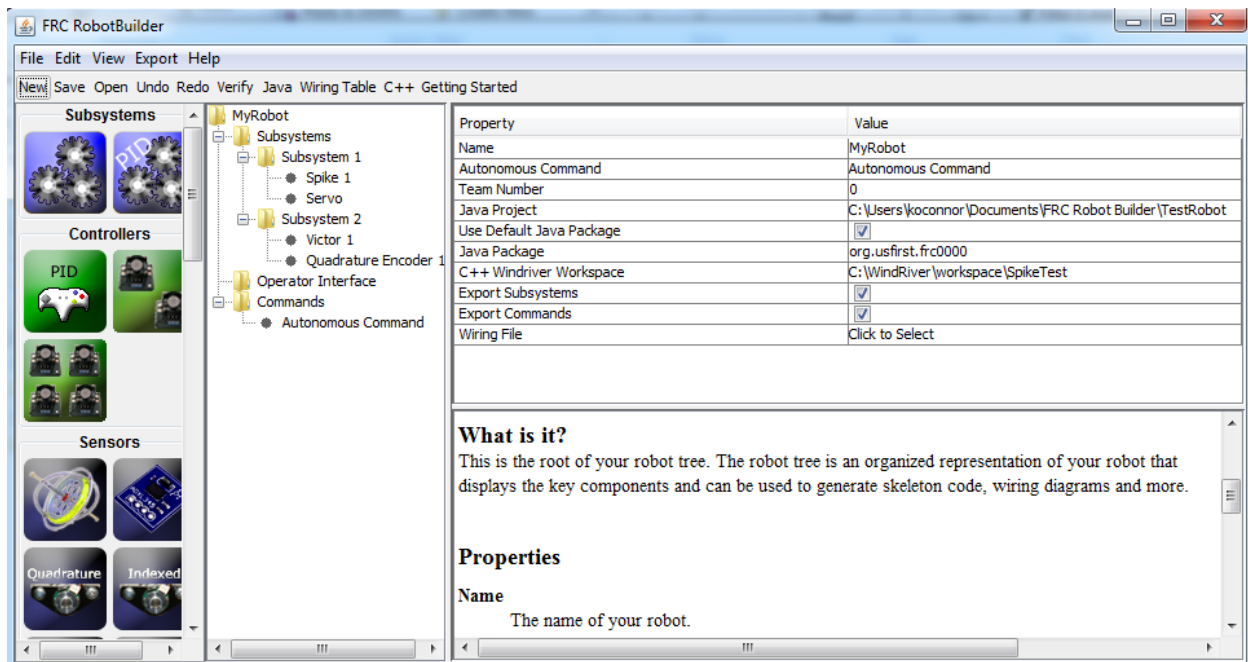 FRC RobotBuilder
File Edit View Export Help
New Save Open Undo Redo Verify Java Wiring Table C++ Getting Started
Subsystems
PID
Controllers
PID
Sensors
Quadrature
Indexed
MyRobot
Subsystems
Subsystem 1
Spike 1
Servo
Subsystem 2
Victor 1
Quadrature Encoder 1
Operator Interface
Commands
Autonomous Command
Property Value
Name MyRobot
Autonomous Command Autonomous Command
Team Number 0
Java Project C:\Users\koconnor\Documents\FRC Robot Builder\TestRobot
Use Default Java Package
Java Package org.usfirst.frc0000
C++ Windriver Workspace C:\WindRiver\workspace\SpikeTest
Export Subsystems
Export Commands
Wiring File Click to Select
What is it?
This is the root of your robot tree. The robot tree is an organized representation of your robot that
displays the key components and can be used to generate skeleton code, wiring diagrams and more.
Properties
Name
The name of your robot.